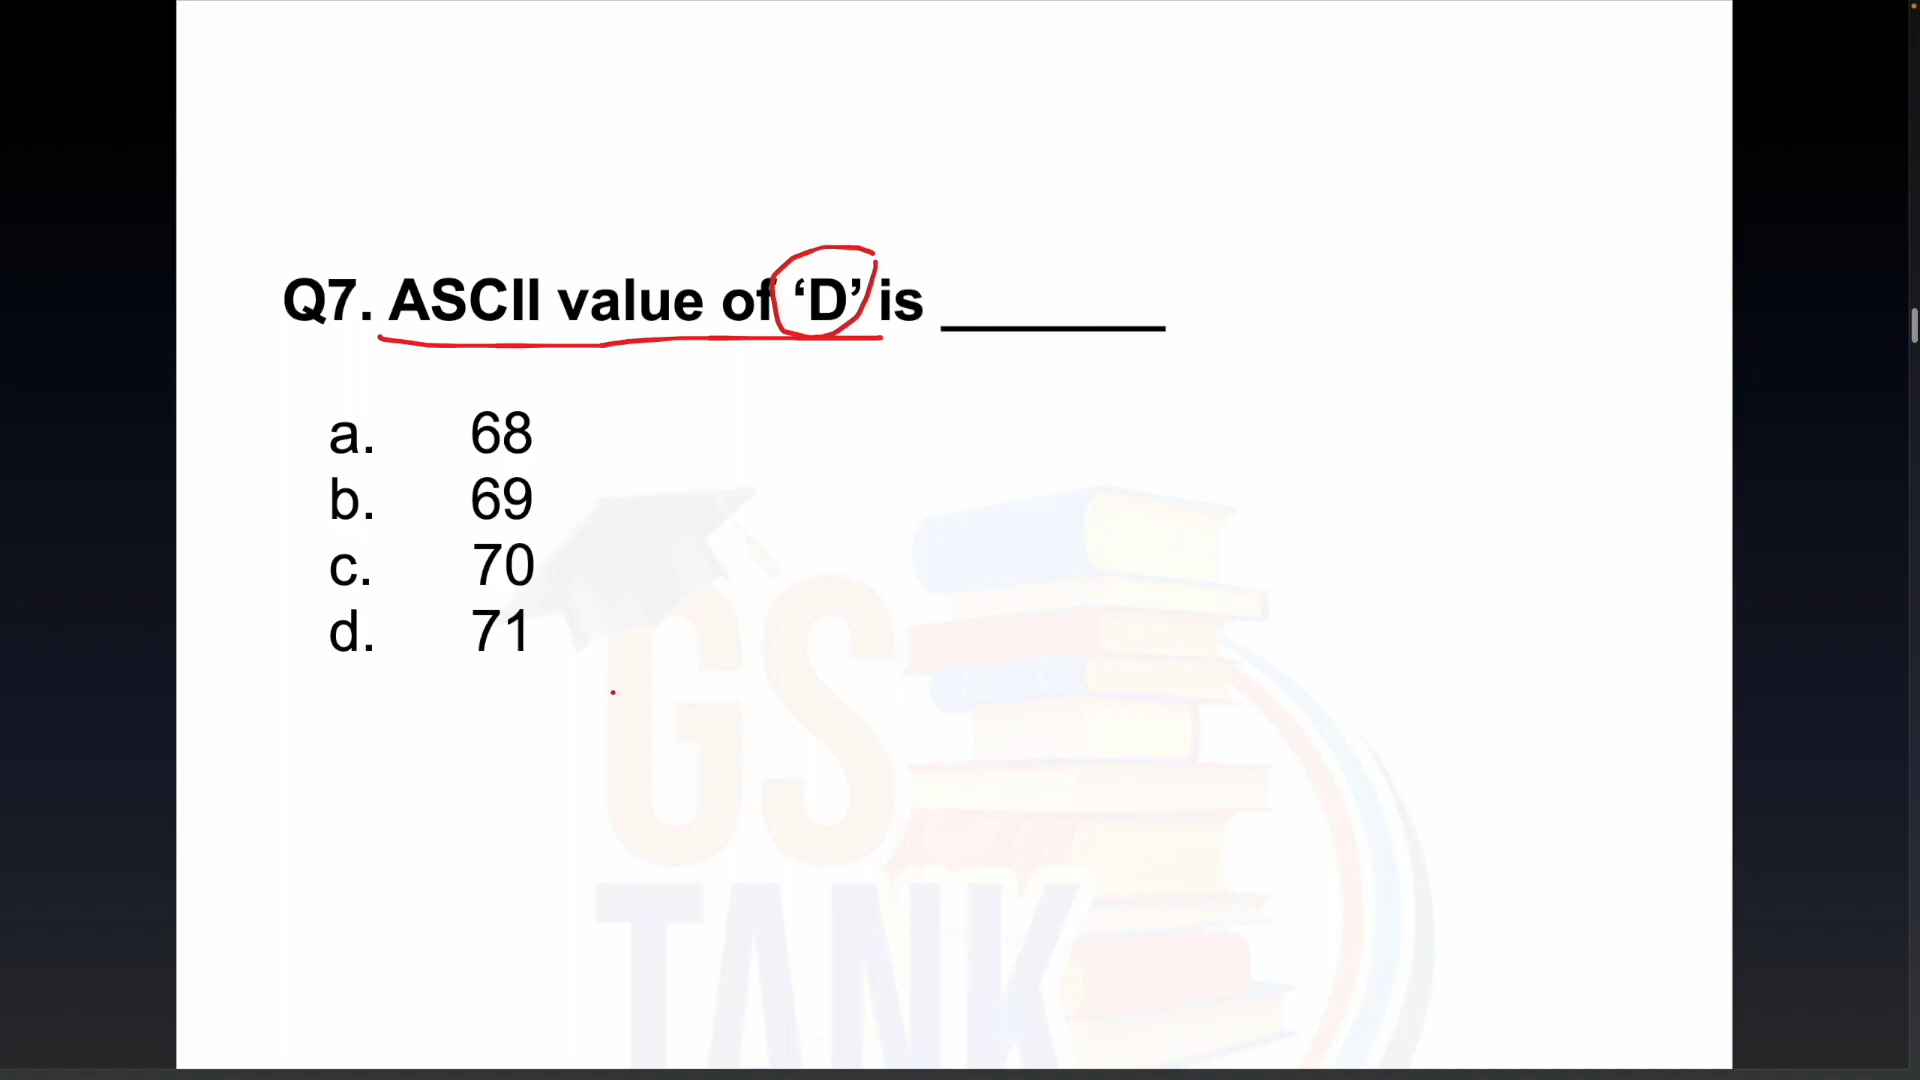 Q7. ASCII value of ‘D’ is ________
a. 68
b. 69
c. 70
d. 71
GS
TANK